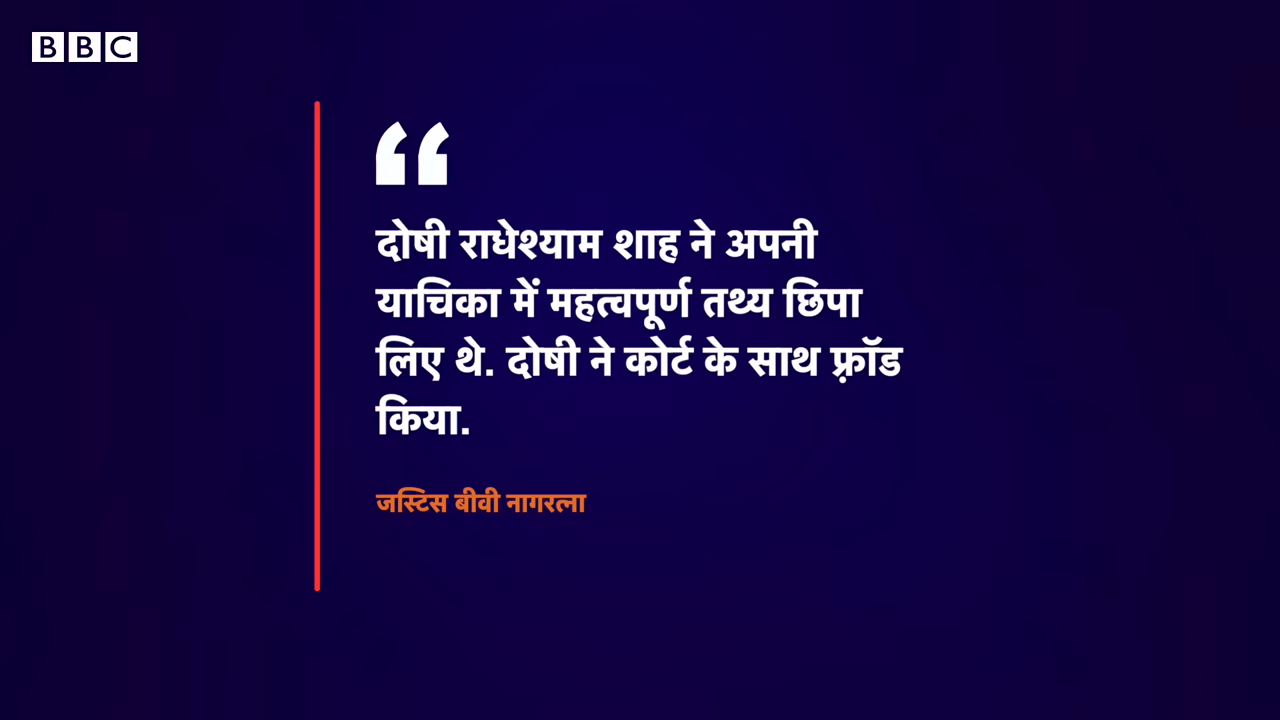 BBC
“
दोषी राधेश्याम शाह ने अपनी
याचिका में महत्वपूर्ण तथ्य छिपा
लिए थे. दोषी ने कोर्ट के साथ फ़्रॉड
किया.
जस्टिस बीवी नागरत्ना